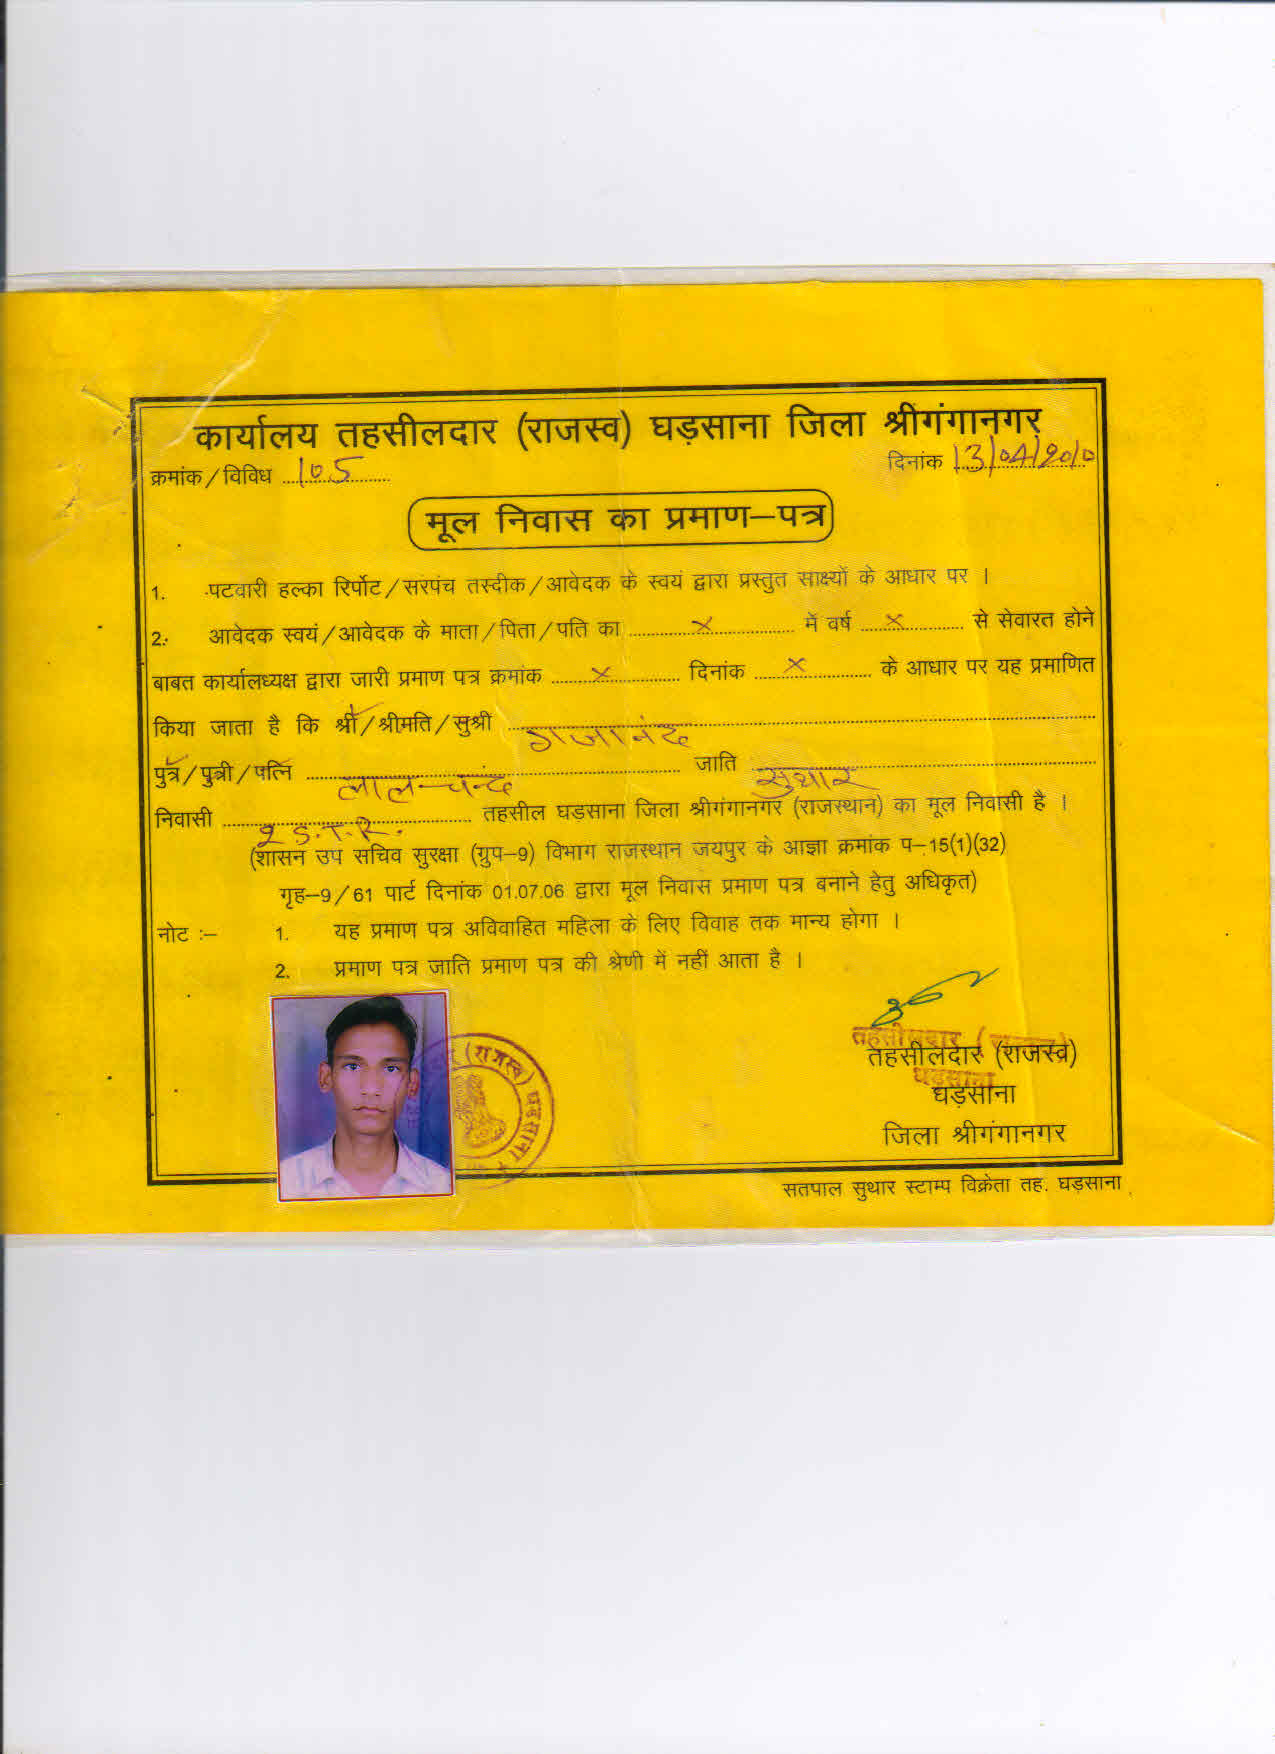 कार्यालय तहसीलदार (राजस्व) घड़साना जिला श्रीगंगानगर
क्रमांक/विविध 105 दिनांक 13/04/2010
मूल निवास का प्रमाण–पत्र
1. पटवारी हल्का रिर्पोट/सरपंच तस्दीक/आवेदक के स्वयं द्वारा प्रस्तुत साक्ष्यों के आधार पर ।
2. आवेदक स्वयं/आवेदक के माता/पिता/पति का ........ x ........ में वर्ष ..... x ..... से सेवारत होने
बाबत कार्यालध्यक्ष द्वारा जारी प्रमाण पत्र क्रमांक ..... x ..... दिनांक ..... x ..... के आधार पर यह प्रमाणित
किया जाता है कि श्री/श्रीमति/सुश्री गजानंद
पुत्र/पुत्री/पत्नि लालचन्द जाति सुथार
निवासी 2 S.T.R. तहसील घड़साना जिला श्रीगंगानगर (राजस्थान) का मूल निवासी है ।
(शासन उप सचिव सुरक्षा (ग्रुप–9) विभाग राजस्थान जयपुर के आज्ञा क्रमांक प–15(1)(32)
गृह–9/61 पार्ट दिनांक 01.07.06 द्वारा मूल निवास प्रमाण पत्र बनाने हेतु अधिकृत)
नोट :– 1. यह प्रमाण पत्र अविवाहित महिला के लिए विवाह तक मान्य होगा ।
2. प्रमाण पत्र जाति प्रमाण पत्र की श्रेणी में नहीं आता है ।
(राजस्व) घड़साना
तहसीलदार
घड़साना
तहसीलदार (राजस्व)
घड़साना
जिला श्रीगंगानगर
सतपाल सुथार स्टाम्प विक्रेता तह. घड़साना